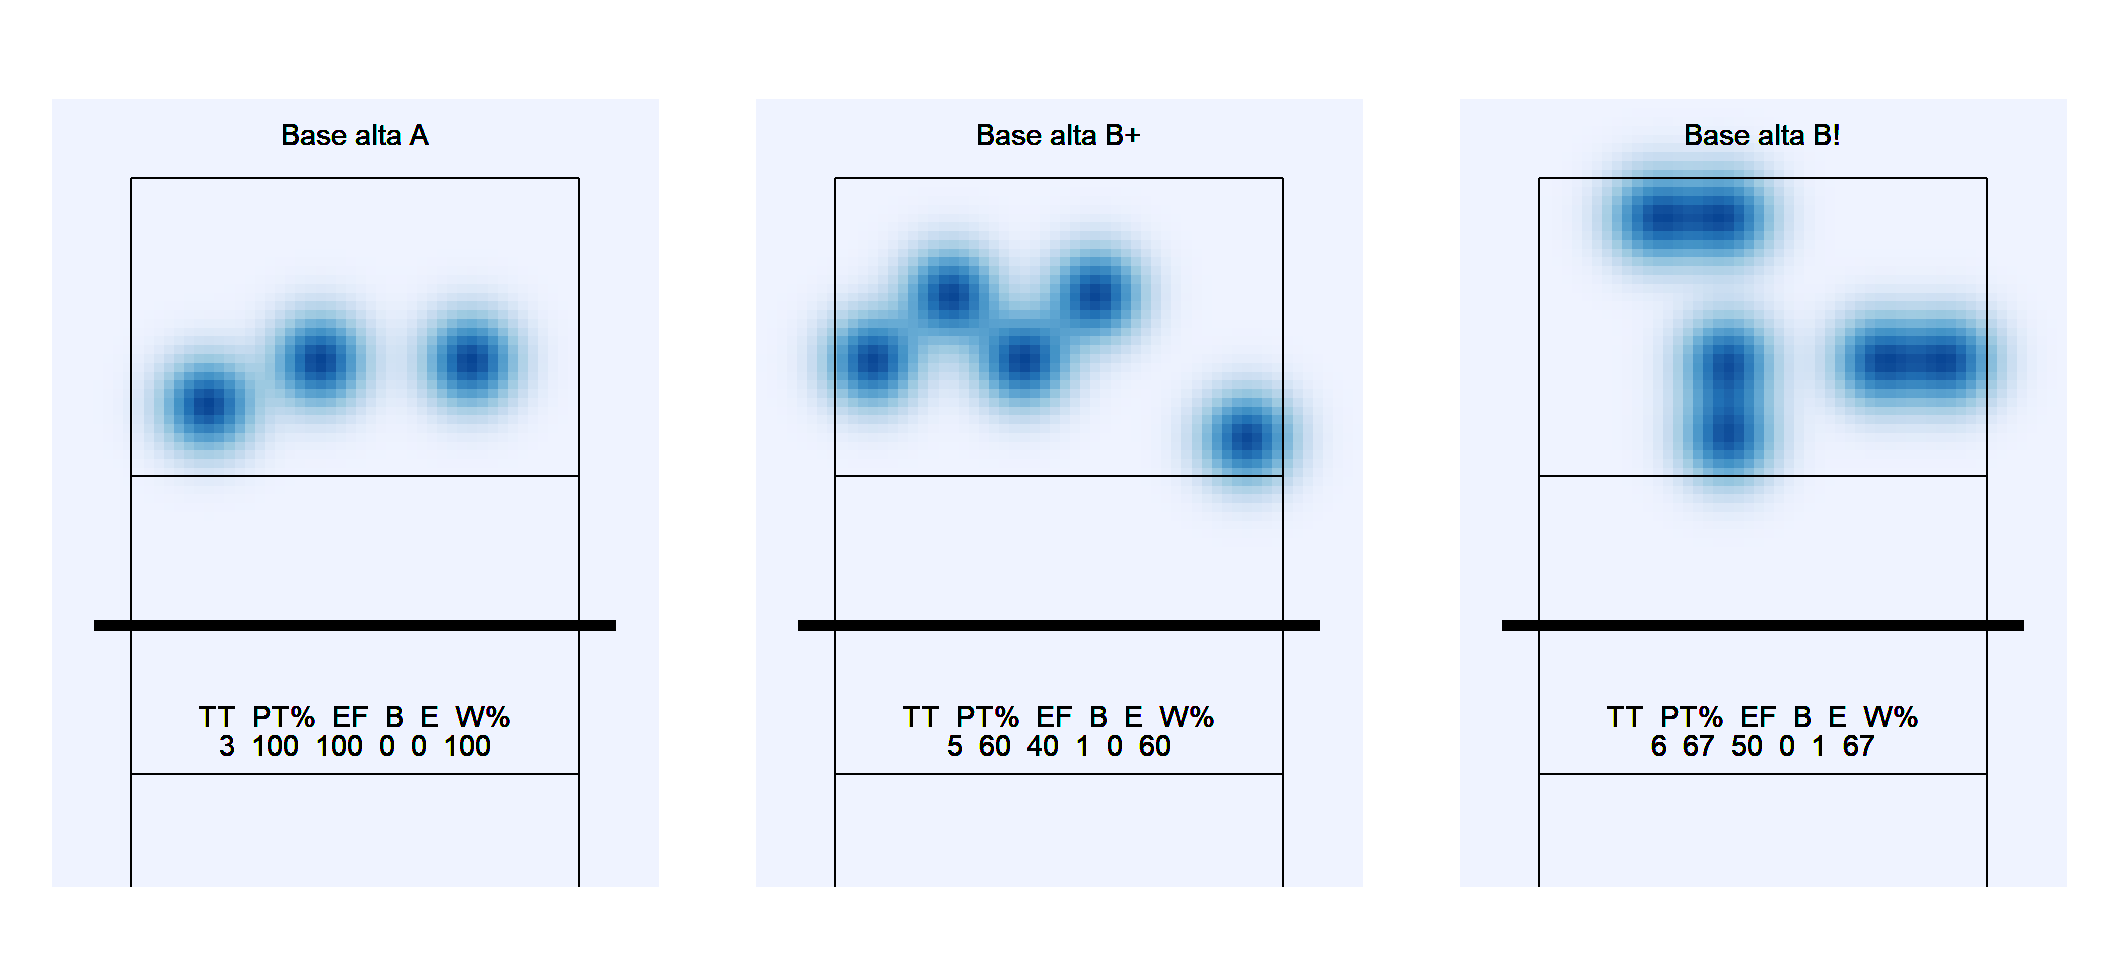 Base alta A
TT PT% EF B E W%
3 100 100 0 0 100
Base alta B+
TT PT% EF B E W%
5 60 40 1 0 60
Base alta B!
TT PT% EF B E W%
6 67 50 0 1 67